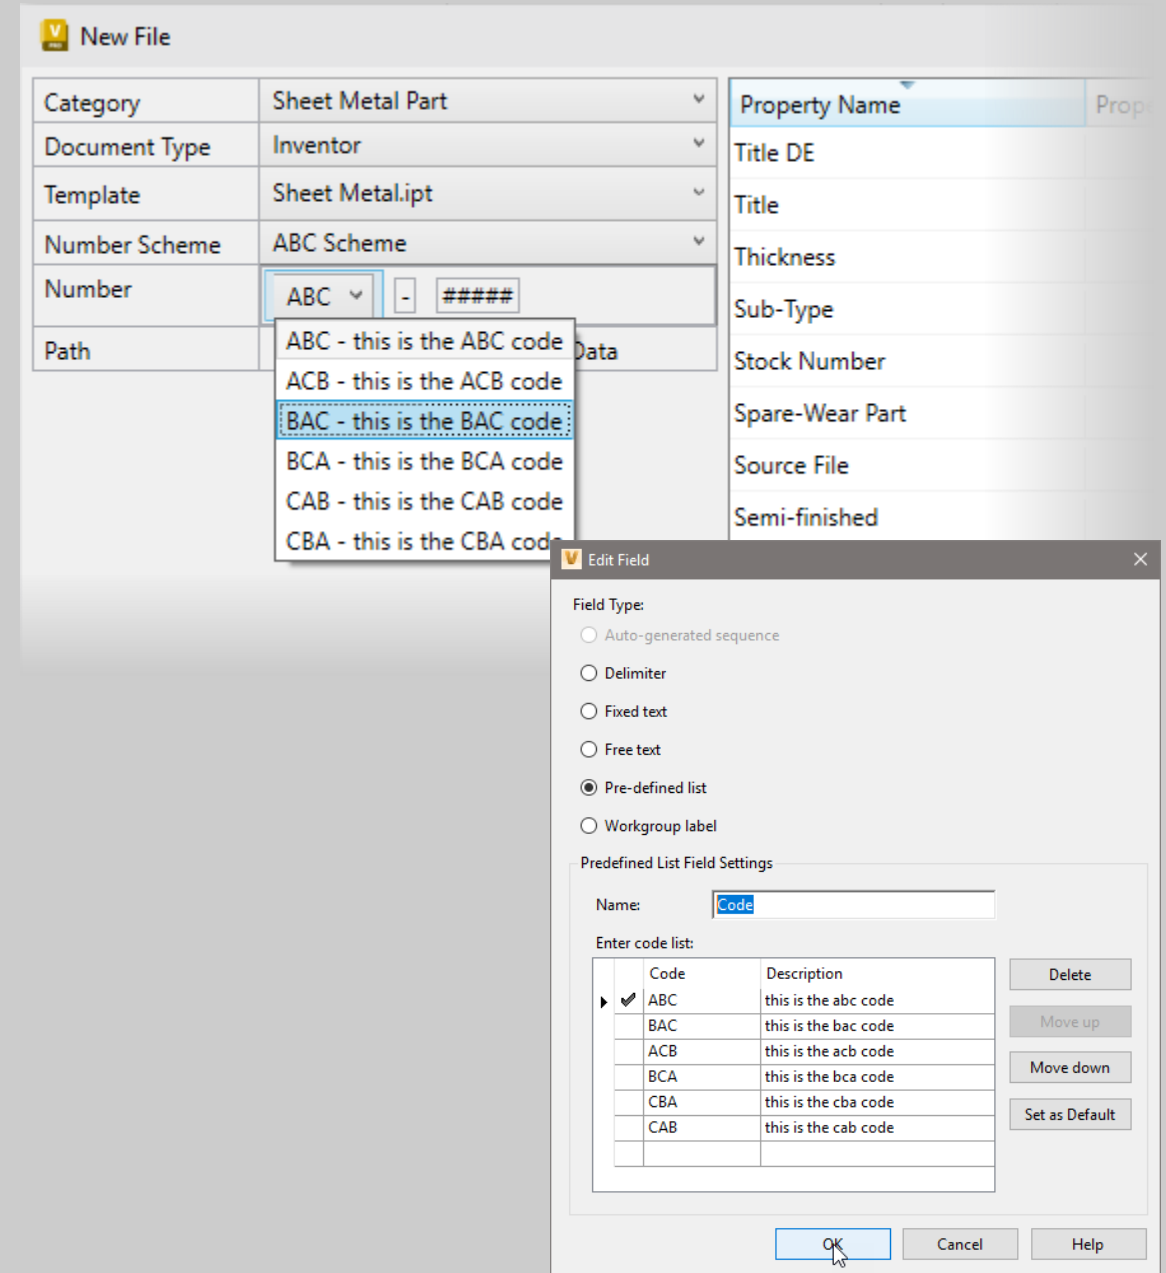 New File
Category Sheet Metal Part
Document Type Inventor
Template Sheet Metal.ipt
Number Scheme ABC Scheme
Number ABC - #####
Path
ABC - this is the ABC code
ACB - this is the ACB code
BAC - this is the BAC code
BCA - this is the BCA code
CAB - this is the CAB code
CBA - this is the CBA code
Property Name
Title DE
Title
Thickness
Sub-Type
Stock Number
Spare-Wear Part
Source File
Semi-finished
Edit Field
Field Type:
Auto-generated sequence
Delimiter
Fixed text
Free text
Pre-defined list
Workgroup label
Predefined List Field Settings
Name: Code
Enter code list:
Code Description
ABC this is the abc code
BAC this is the bac code
ACB this is the acb code
BCA this is the bca code
CBA this is the cba code
CAB this is the cab code
Delete
Move up
Move down
Set as Default
OK Cancel Help